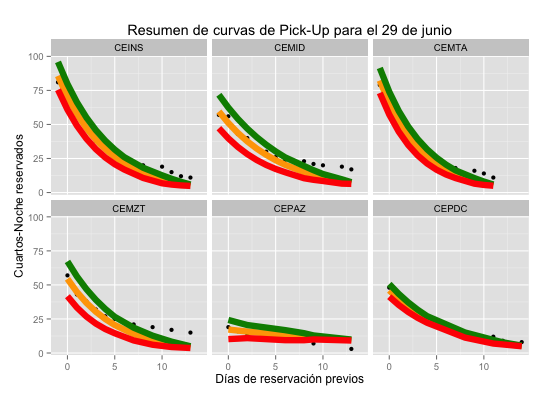 Resumen de curvas de Pick-Up para el 29 de junio
CEINS CEMID CEMTA
100
75
50
25
0
CEMZT CEPAZ CEPDC
100
75
50
25
0
0 5 10 0 5 10 0 5 10
Cuartos-Noche reservados
Días de reservación previos